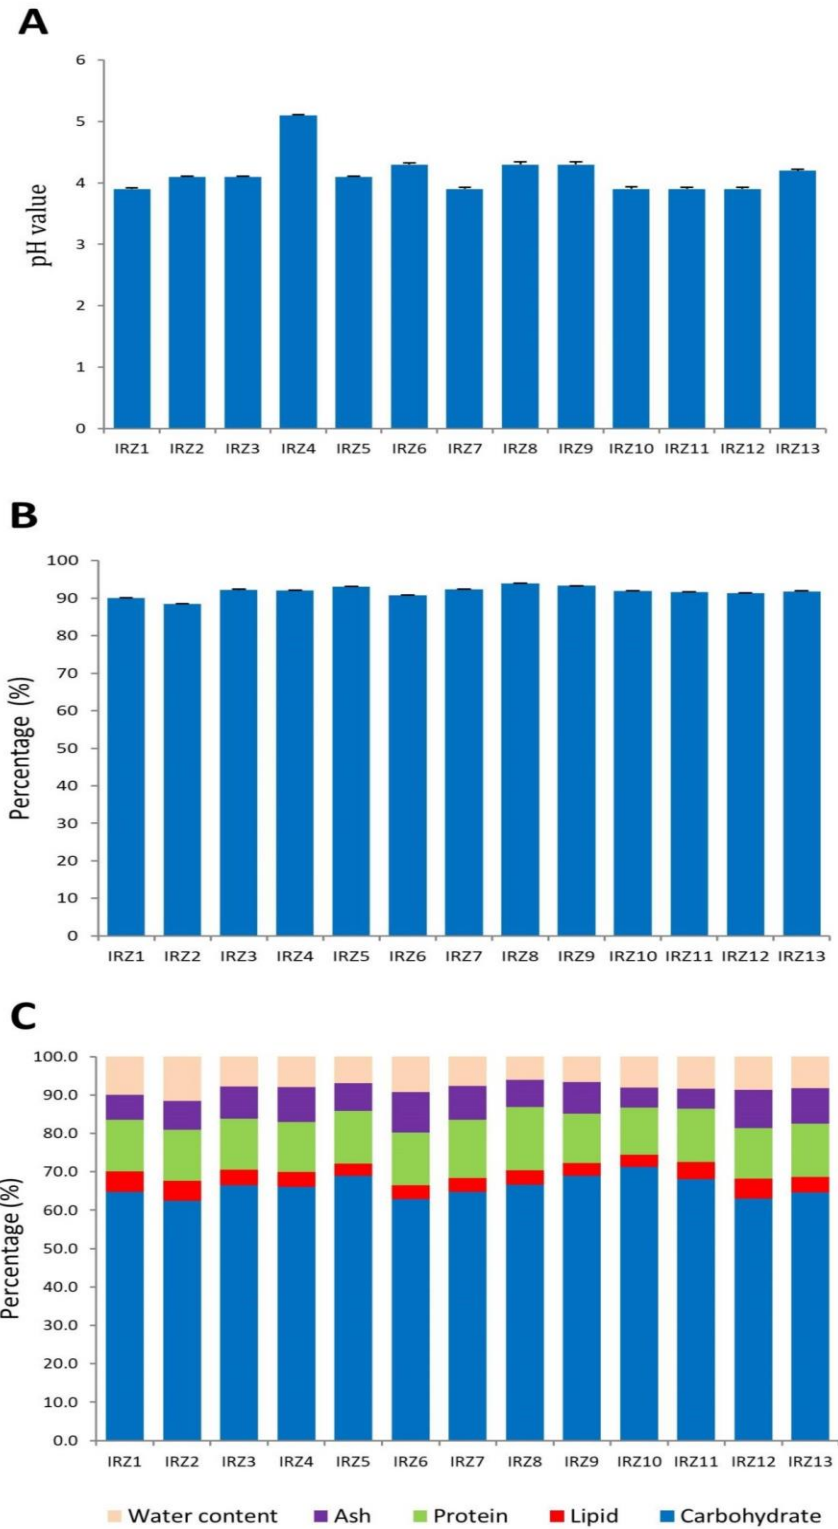 A
6
5
4
3
2
1
0
pH value
IRZ1 IRZ2 IRZ3 IRZ4 IRZ5 IRZ6 IRZ7 IRZ8 IRZ9 IRZ10 IRZ11 IRZ12 IRZ13
B
100
90
80
70
60
50
40
30
20
10
0
Percentage (%)
IRZ1 IRZ2 IRZ3 IRZ4 IRZ5 IRZ6 IRZ7 IRZ8 IRZ9 IRZ10 IRZ11 IRZ12 IRZ13
C
100.0
90.0
80.0
70.0
60.0
50.0
40.0
30.0
20.0
10.0
0.0
Percentage (%)
IRZ1 IRZ2 IRZ3 IRZ4 IRZ5 IRZ6 IRZ7 IRZ8 IRZ9 IRZ10 IRZ11 IRZ12 IRZ13
Water content Ash Protein Lipid Carbohydrate